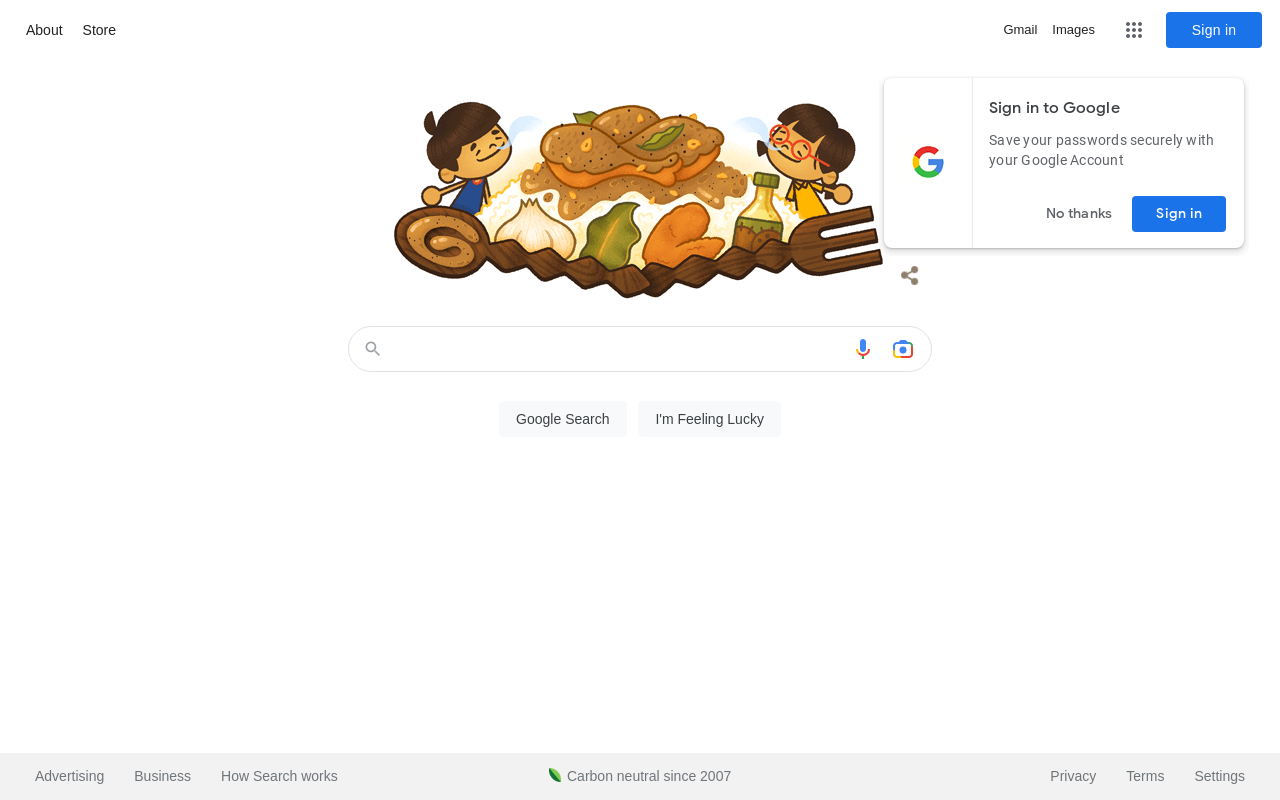 About Store
Gmail Images Sign in
Sign in to Google
Save your passwords securely with
your Google Account
No thanks Sign in
Google Search I'm Feeling Lucky
Advertising Business How Search works
Carbon neutral since 2007
Privacy Terms Settings